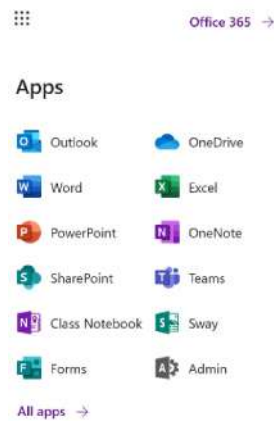 Office 365 →
Apps
Outlook OneDrive
Word Excel
PowerPoint OneNote
SharePoint Teams
Class Notebook Sway
Forms Admin
All apps →